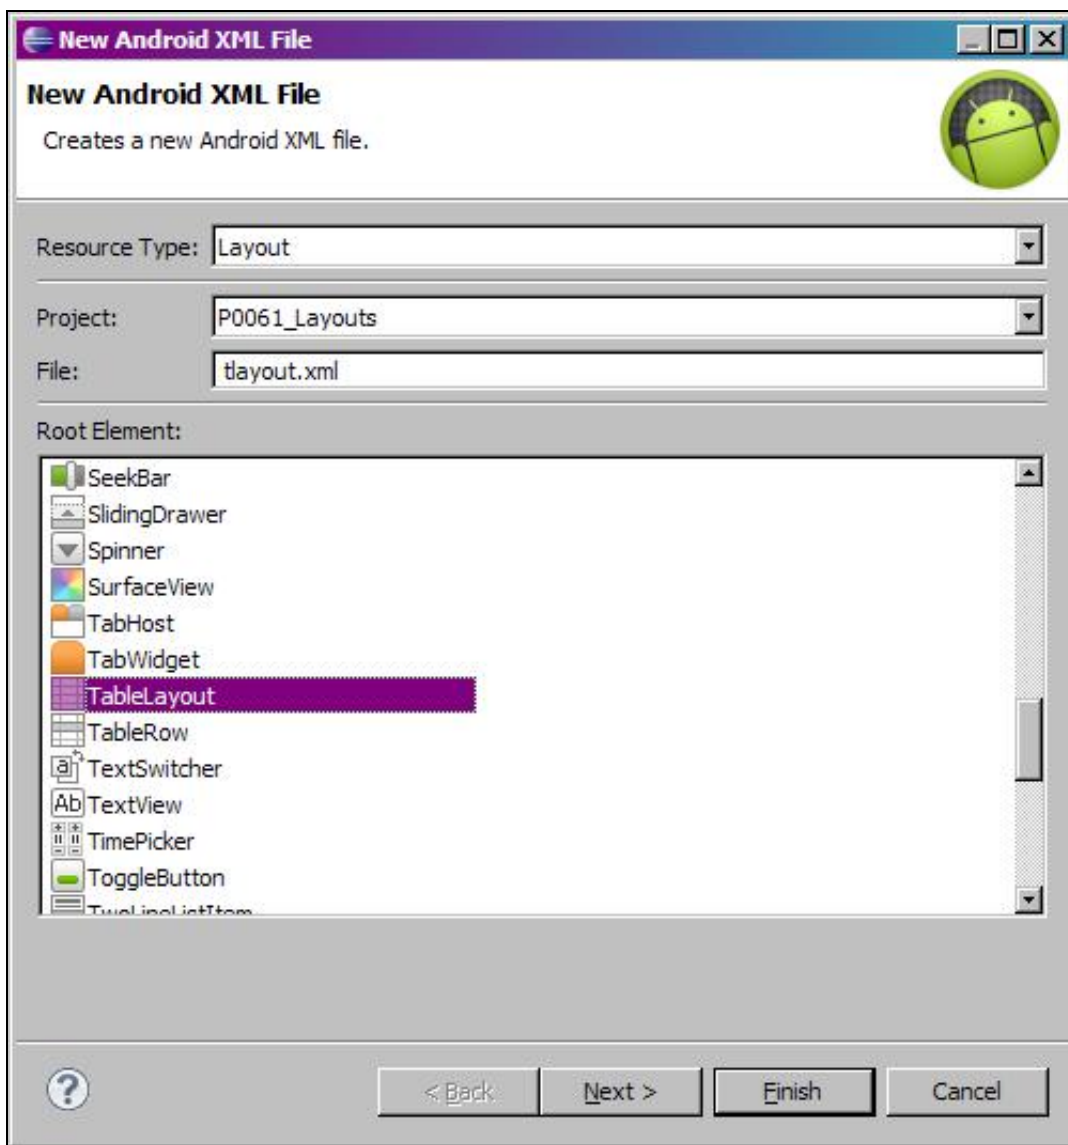 New Android XML File
New Android XML File
Creates a new Android XML file.
Resource Type: Layout
Project: P0061_Layouts
File: tlayout.xml
Root Element:
SeekBar
SlidingDrawer
Spinner
SurfaceView
TabHost
TabWidget
TableLayout
TableRow
TextSwitcher
Ab TextView
TimePicker
ToggleButton
TwoLineListItem
< Back Next > Finish Cancel